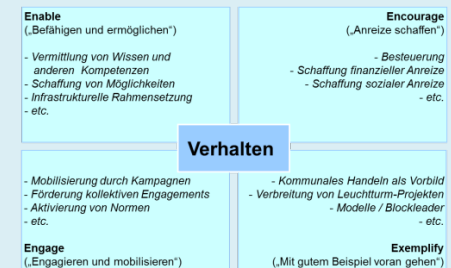 Enable
(„Befähigen und ermöglichen“)
- Vermittlung von Wissen und
anderen Kompetenzen
- Schaffung von Möglichkeiten
- Infrastrukturelle Rahmensetzung
- etc.
Encourage
(„Anreize schaffen“)
- Besteuerung
- Schaffung finanzieller Anreize
- Schaffung sozialer Anreize
- etc.
Verhalten
- Mobilisierung durch Kampagnen
- Förderung kollektiven Engagements
- Aktivierung von Normen
- etc.
Engage
(„Engagieren und mobilisieren“)
- Kommunales Handeln als Vorbild
- Verbreitung von Leuchtturm-Projekten
- Modelle / Blockleader
- etc.
Exemplify
(„Mit gutem Beispiel voran gehen“)